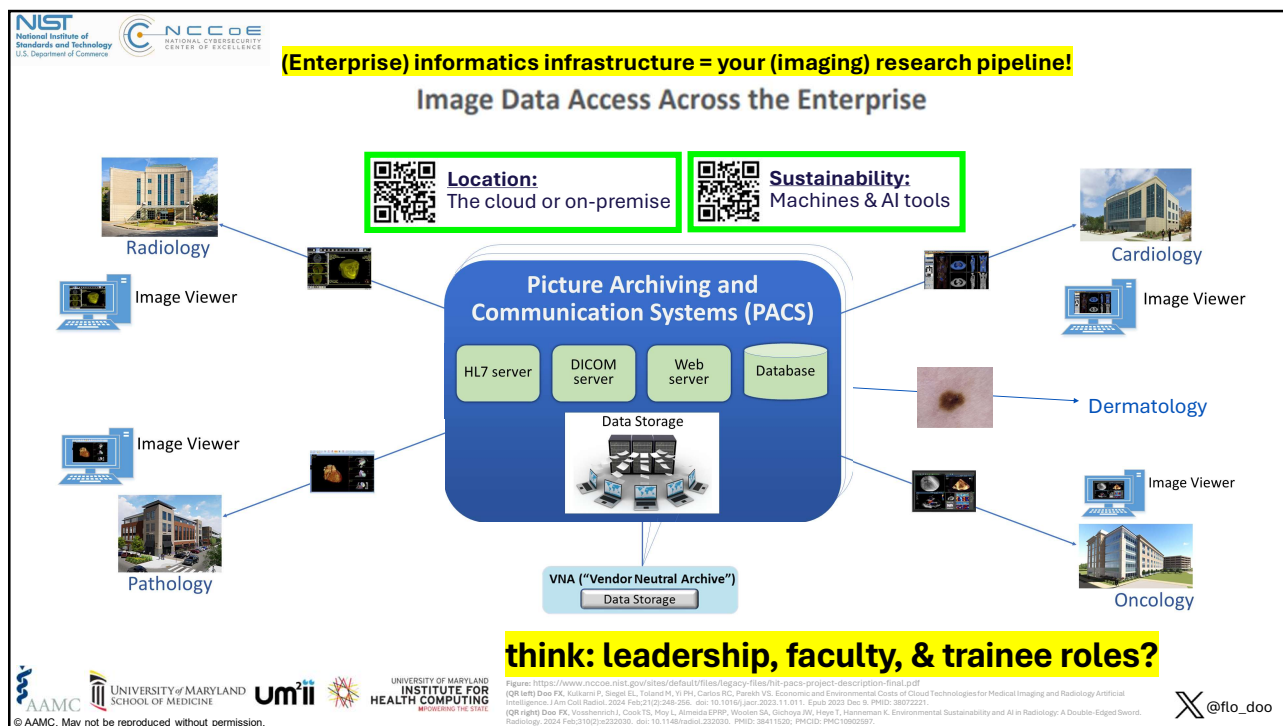 NIST
National Institute of
Standards and Technology
U.S. Department of Commerce
NCCoE
NATIONAL CYBERSECURITY
CENTER OF EXCELLENCE
(Enterprise) informatics infrastructure = your (imaging) research pipeline!
Image Data Access Across the Enterprise
Location:
The cloud or on-premise
Sustainability:
Machines & AI tools
Radiology
Image Viewer
Cardiology
Image Viewer
Picture Archiving and
Communication Systems (PACS)
HL7 server
DICOM
server
Web
server
Database
Data Storage
Dermatology
Image Viewer
Pathology
Image Viewer
Oncology
VNA (“Vendor Neutral Archive”)
Data Storage
think: leadership, faculty, & trainee roles?
AAMC
UNIVERSITY of MARYLAND
SCHOOL OF MEDICINE
um2ii
UNIVERSITY OF MARYLAND
INSTITUTE FOR
HEALTH COMPUTING
MPOWERING THE STATE
Figure: https://www.nccoe.nist.gov/sites/default/files/legacy-files/hit-pacs-project-description-final.pdf
(QR left) Doo FX, Kulkarni P, Siegel EL, Toland M, Yi PH, Carlos RC, Parekh VS. Economic and Environmental Costs of Cloud Technologies for Medical Imaging and Radiology Artificial
Intelligence. J Am Coll Radiol. 2024 Feb;21(2):248-256. doi: 10.1016/j.jacr.2023.11.011. Epub 2023 Dec 9. PMID: 38072221.
(QR right) Doo FX, Vosshenrich J, Cook TS, Moy L, Almeida EPRP, Woolen SA, Gichoya JW, Heye T, Hanneman K. Environmental Sustainability and AI in Radiology: A Double-Edged Sword.
Radiology. 2024 Feb;310(2):e232030. doi: 10.1148/radiol.232030. PMID: 38411520; PMCID: PMC10902597.
@flo_doo
© AAMC. May not be reproduced without permission.